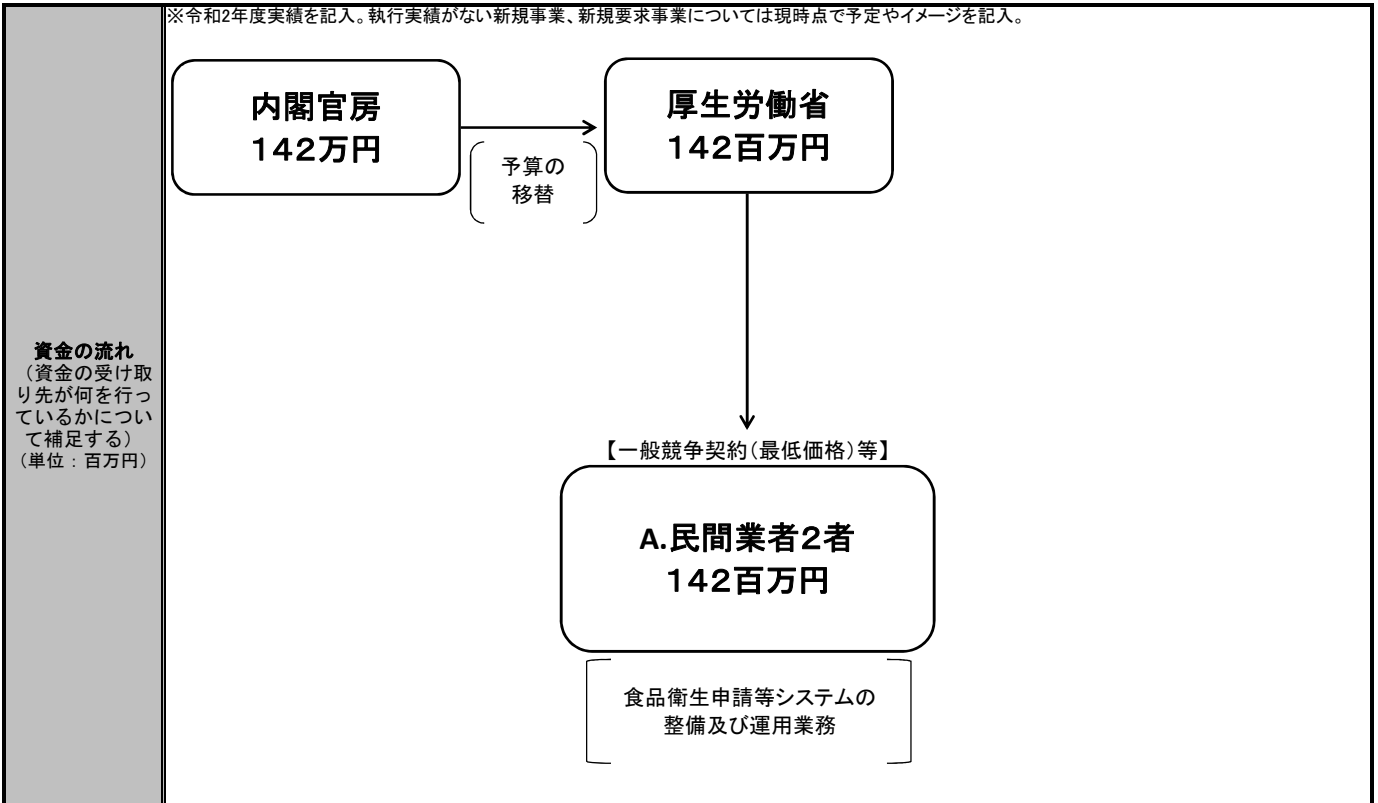 ※令和2年度実績を記入。執行実績がない新規事業、新規要求事業については現時点で予定やイメージを記入。
内閣官房
142万円
予算の
移替
厚生労働省
142百万円
資金の流れ
（資金の受け取
り先が何を行っ
ているかについ
て補足する）
（単位：百万円）
【一般競争契約（最低価格）等】
A.民間業者2者
142百万円
食品衛生申請等システムの
整備及び運用業務